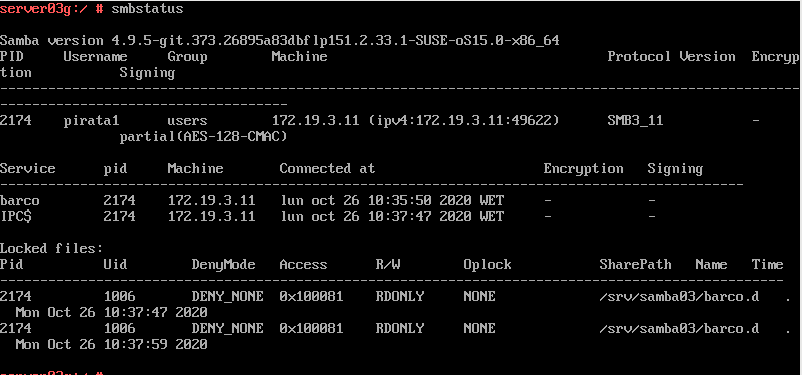 server03g:/ # smbstatus
Samba version 4.9.5-git.373.26895a83dbflp151.2.33.1-SUSE-oS15.0-x86_64
PID Username Group Machine Protocol Version Encryp
tion Signing
----------------------------------------------------------------------------------------------------
------------------------------------
2174 pirata1 users 172.19.3.11 (ipv4:172.19.3.11:49622) SMB3_11 -
partial(AES-128-CMAC)
Service pid Machine Connected at Encryption Signing
---------------------------------------------------------------------------------------------
barco 2174 172.19.3.11 lun oct 26 10:35:50 2020 WET - -
IPC$ 2174 172.19.3.11 lun oct 26 10:37:47 2020 WET - -
Locked files:
Pid Uid DenyMode Access R/W Oplock SharePath Name Time
--------------------------------------------------------------------------------------------------
2174 1006 DENY_NONE 0x100081 RDONLY NONE /srv/samba03/barco.d .
Mon Oct 26 10:37:47 2020
2174 1006 DENY_NONE 0x100081 RDONLY NONE /srv/samba03/barco.d .
Mon Oct 26 10:37:59 2020
server03g:/ #